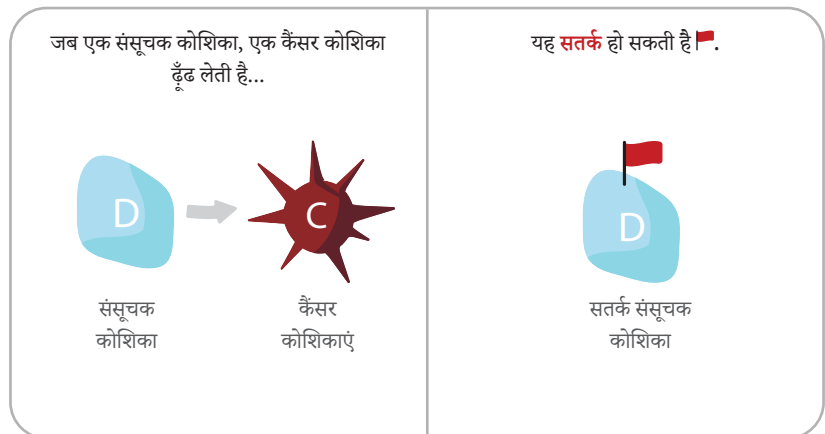 जब एक संसूचक कोशिका, एक कैंसर कोशिका
ढ़ूँढ लेती है...
D
C
संसूचक
कोशिका
कैंसर
कोशिकाएं
यह सतर्क हो सकती है.
D
सतर्क संसूचक
कोशिका